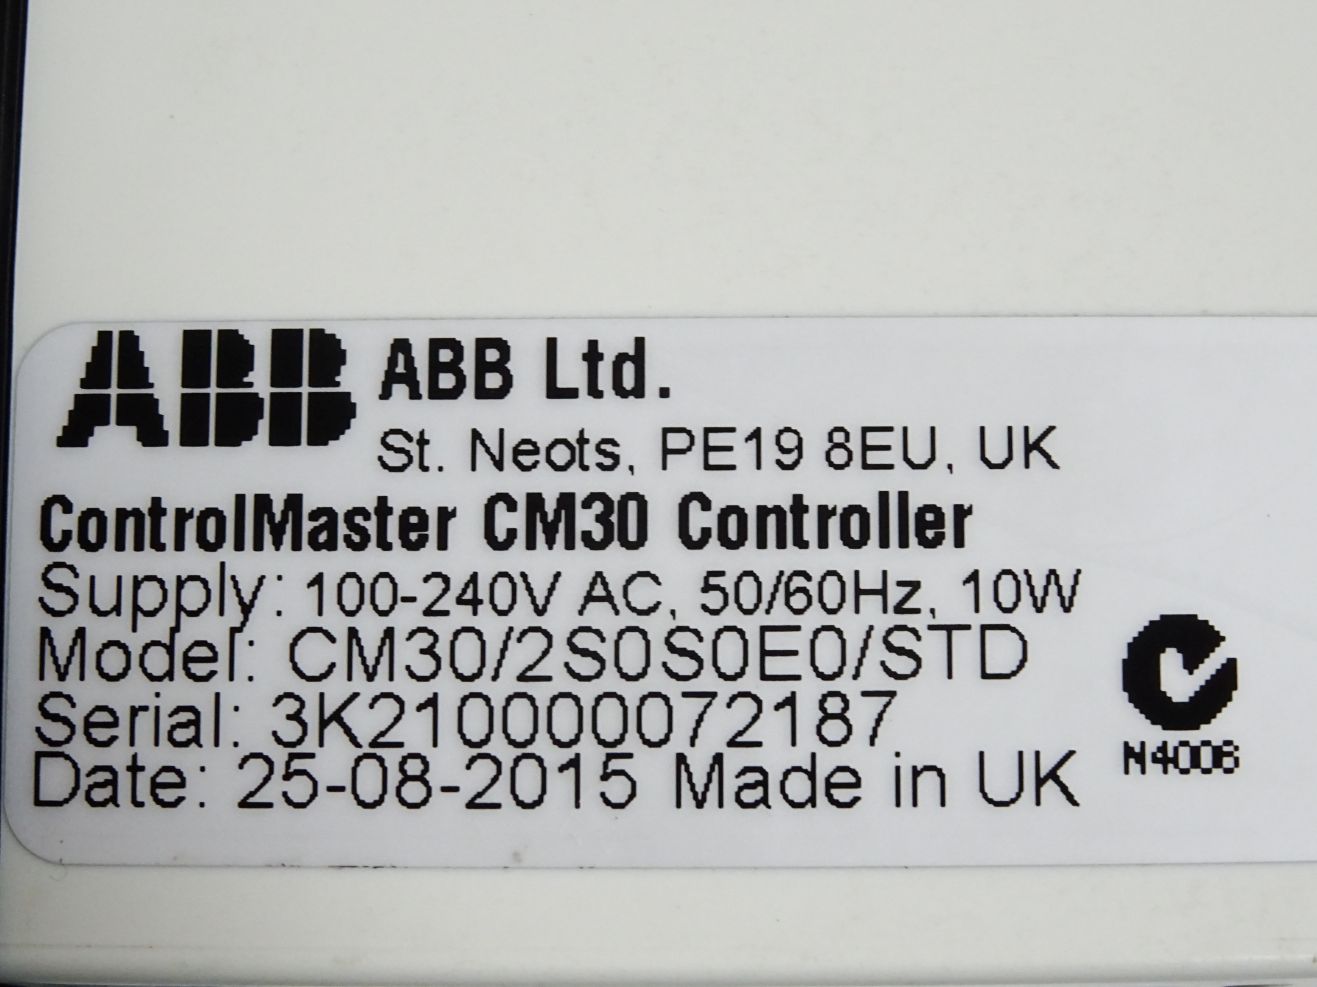 ABB ABB Ltd.
St. Neots, PE19 8EU, UK
ControlMaster CM30 Controller
Supply: 100-240V AC, 50/60Hz, 10W
Model: CM30/2S0S0E0/STD
Serial: 3K210000072187
Date: 25-08-2015 Made in UK
N4006